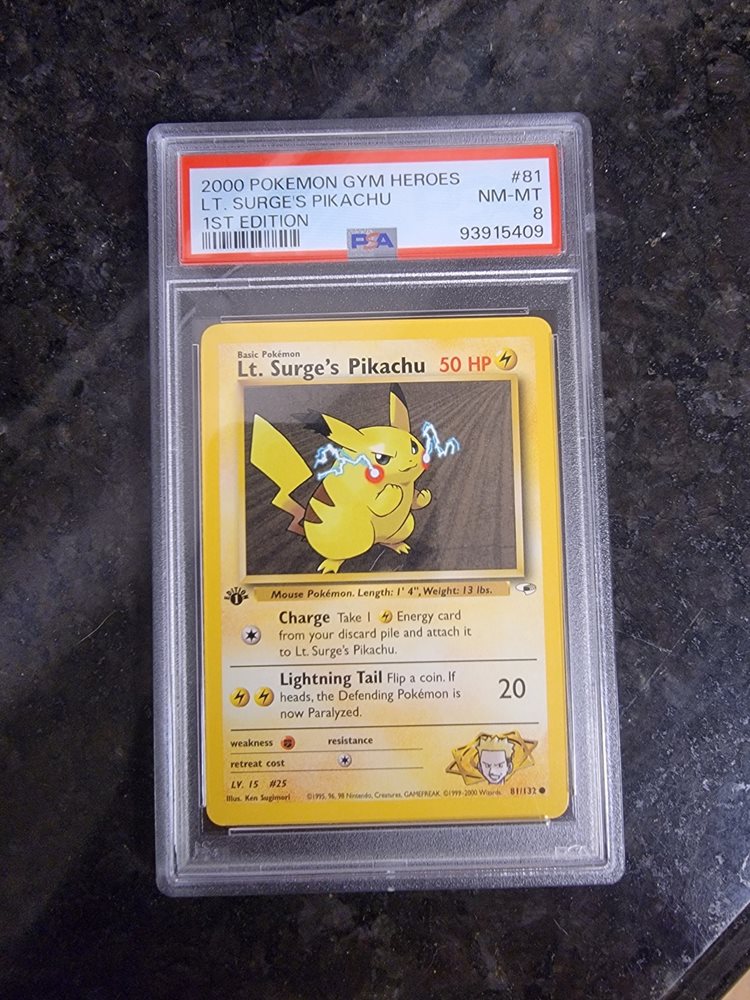 2000 POKEMON GYM HEROES #81
LT. SURGE'S PIKACHU NM-MT
1ST EDITION 8
PSA 93915409
Basic Pokémon
Lt. Surge's Pikachu 50 HP
EDITION
1
Mouse Pokémon. Length: 1' 4", Weight: 13 lbs.
Charge Take 1 Energy card
from your discard pile and attach it
to Lt. Surge's Pikachu.
Lightning Tail Flip a coin. If
heads, the Defending Pokémon is
now Paralyzed.
20
weakness resistance
retreat cost
LV. 15 #25
Illus. Ken Sugimori ©1995, 96, 98 Nintendo, Creatures, GAMEFREAK. ©1999-2000 Wizards. 81/132